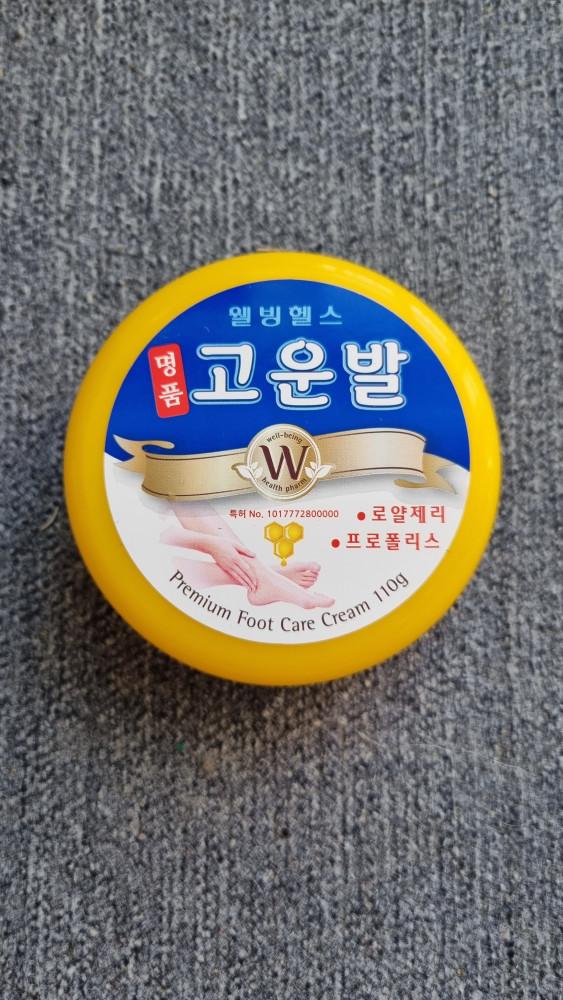 웰빙헬스
명품
고운발
well-being
W
health pharm
특허 No. 1017772800000
• 로얄제리
• 프로폴리스
Premium Foot Care Cream 110g